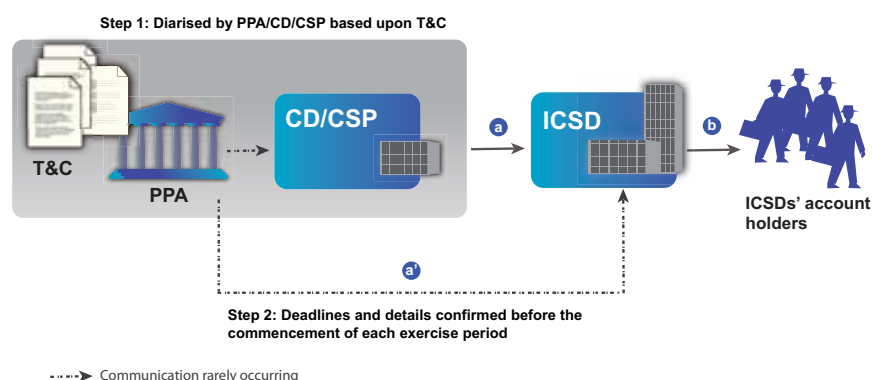 Step 1: Diarised by PPA/CD/CSP based upon T&C
T&C
PPA
CD/CSP
a
ICSD
b
ICSDs' account
holders
a'
Step 2: Deadlines and details confirmed before the
commencement of each exercise period
Communication rarely occurring